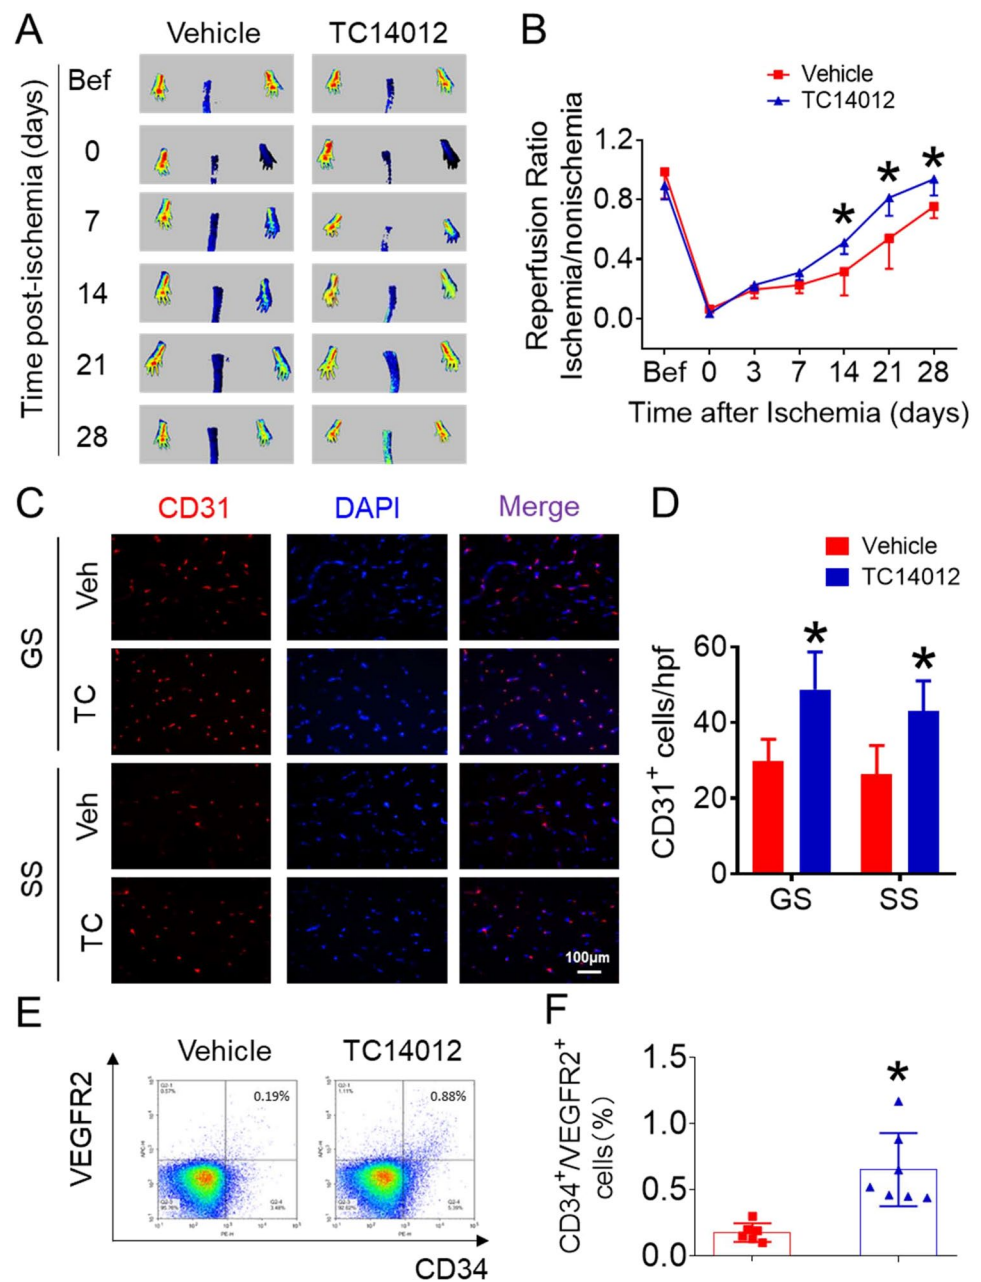 A
Vehicle
TC14012
Time post-ischemia (days)
Bef
0
7
14
21
28
B
Vehicle
TC14012
Reperfusion Ratio
Ischemia/nonischemia
1.2
0.8
0.4
0.0
*
*
*
Bef 0 3 7 14 21 28
Time after Ischemia (days)
C
CD31
DAPI
Merge
GS
Veh
TC
SS
Veh
TC
100μm
D
Vehicle
TC14012
CD31+ cells/hpf
60
40
20
0
*
*
GS
SS
E
Vehicle
TC14012
VEGFR2
0.19%
0.88%
CD34
F
CD34+/VEGFR2+
cells(%)
1.5
1.0
0.5
0.0
*